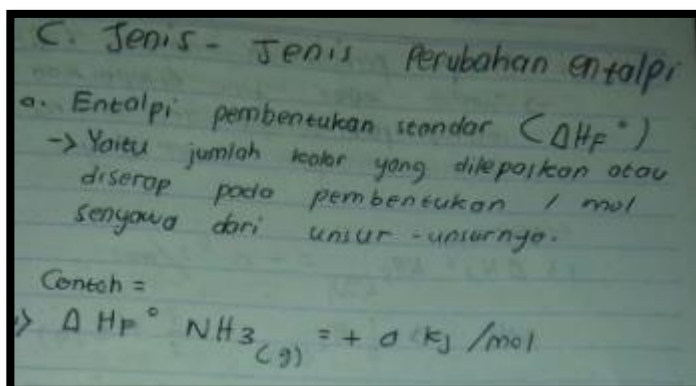 C. Jenis - Jenis Perubahan entalpi
a. Entalpi pembentukan standar (ΔHF°)
-> Yaitu jumlah kalor yang dilepaskan atau
diserap pada pembentukan 1 mol
senyawa dari unsur-unsurnya.
Contoh =
1> ΔHF° NH3(g) = + a kJ/mol